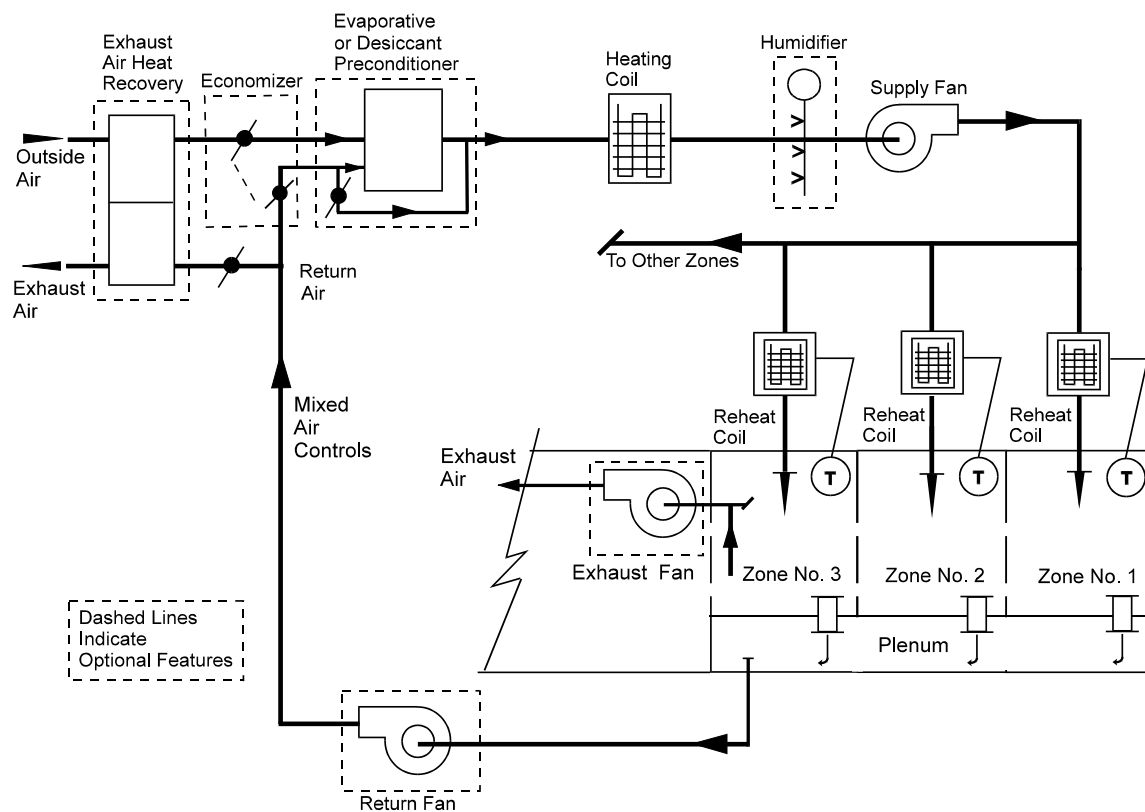 Exhaust
Air Heat
Recovery
Economizer
Evaporative
or Desiccant
Preconditioner
Heating
Coil
Humidifier
Supply Fan
Outside
Air
Exhaust
Air
Return
Air
To Other Zones
Mixed
Air
Controls
Reheat
Coil
Reheat
Coil
Reheat
Coil
Exhaust
Air
T
T
T
Exhaust Fan
Zone No. 3
Zone No. 2
Zone No. 1
Dashed Lines
Indicate
Optional Features
Plenum
Return Fan